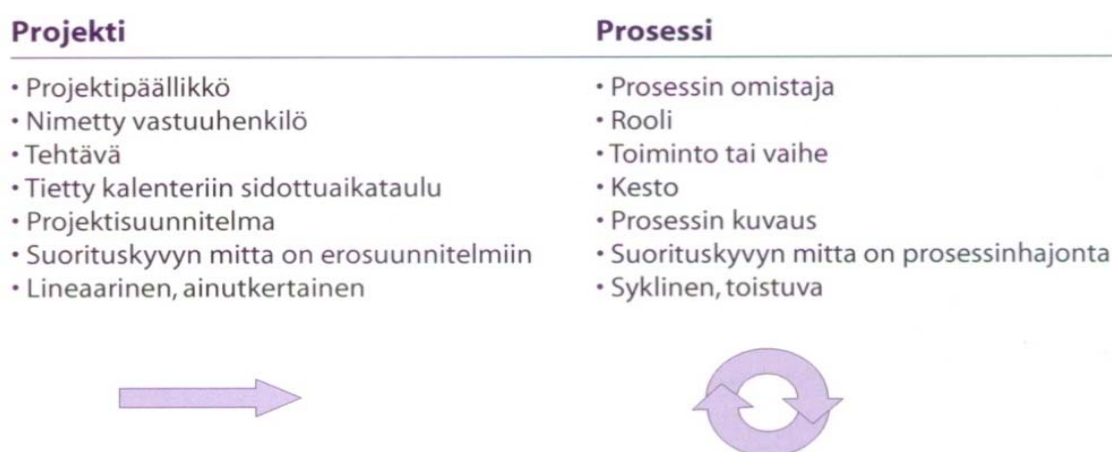 Projekti
• Projektipäällikkö
• Nimetty vastuuhenkilö
• Tehtävä
• Tietty kalenteriin sidottuaikataulu
• Projektisuunnitelma
• Suorituskyvyn mitta on erosuunnitelmiin
• Lineaarinen, ainutkertainen
Prosessi
• Prosessin omistaja
• Rooli
• Toiminto tai vaihe
• Kesto
• Prosessin kuvaus
• Suorituskyvyn mitta on prosessinhajonta
• Syklinen, toistuva